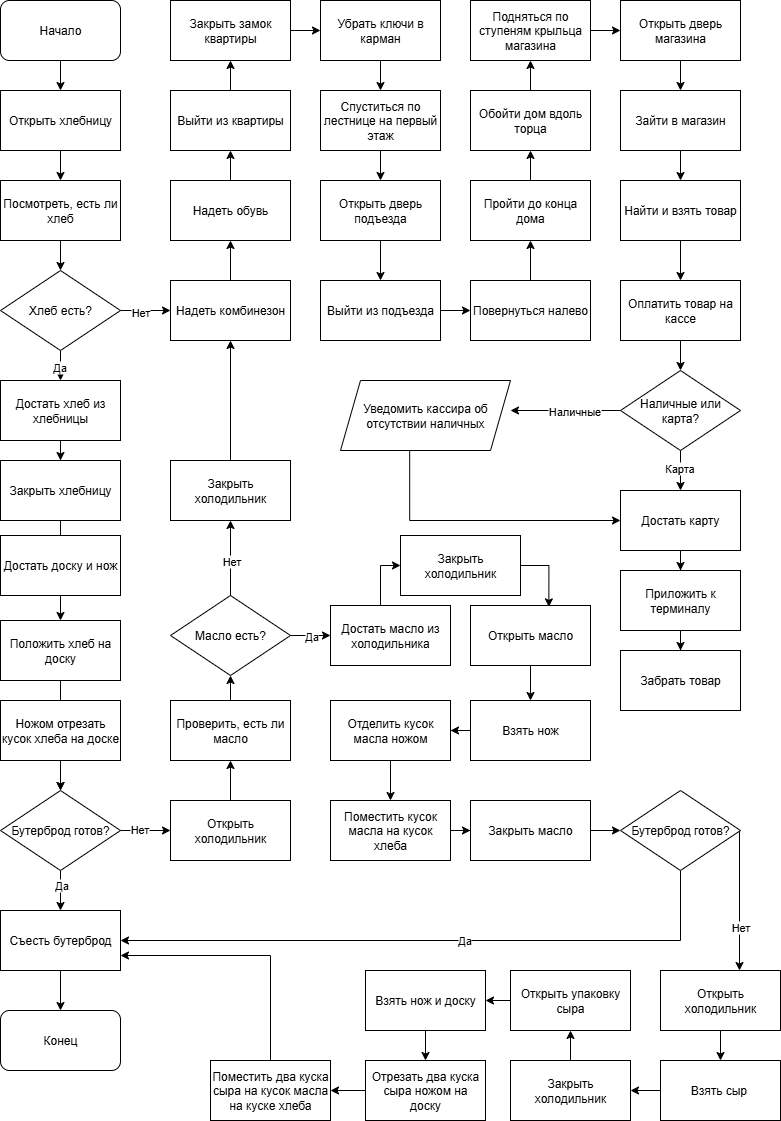 Начало
Открыть хлебницу
Посмотреть, есть ли
хлеб
Хлеб есть?
Нет
Да
Достать хлеб из
хлебницы
Закрыть хлебницу
Достать доску и нож
Положить хлеб на
доску
Ножом отрезать
кусок хлеба на доске
Бутерброд готов?
Нет
Да
Съесть бутерброд
Конец
Закрыть замок
квартиры
Выйти из квартиры
Надеть обувь
Надеть комбинезон
Закрыть
холодильник
Нет
Масло есть?
Да
Проверить, есть ли
масло
Открыть
холодильник
Убрать ключи в
карман
Спуститься по
лестнице на первый
этаж
Открыть дверь
подъезда
Выйти из подъезда
Подняться по
ступеням крыльца
магазина
Обойти дом вдоль
торца
Пройти до конца
дома
Повернуться налево
Открыть дверь
магазина
Зайти в магазин
Найти и взять товар
Оплатить товар на
кассе
Наличные или
карта?
Наличные
Карта
Уведомить кассира об
отсутствии наличных
Достать карту
Приложить к
терминалу
Забрать товар
Достать масло из
холодильника
Закрыть
холодильник
Открыть масло
Взять нож
Отделить кусок
масла ножом
Поместить кусок
масла на кусок
хлеба
Закрыть масло
Бутерброд готов?
Да
Нет
Открыть
холодильник
Взять сыр
Закрыть
холодильник
Открыть упаковку
сыра
Взять нож и доску
Отрезать два куска
сыра ножом на
доску
Поместить два куска
сыра на кусок масла
на куске хлеба